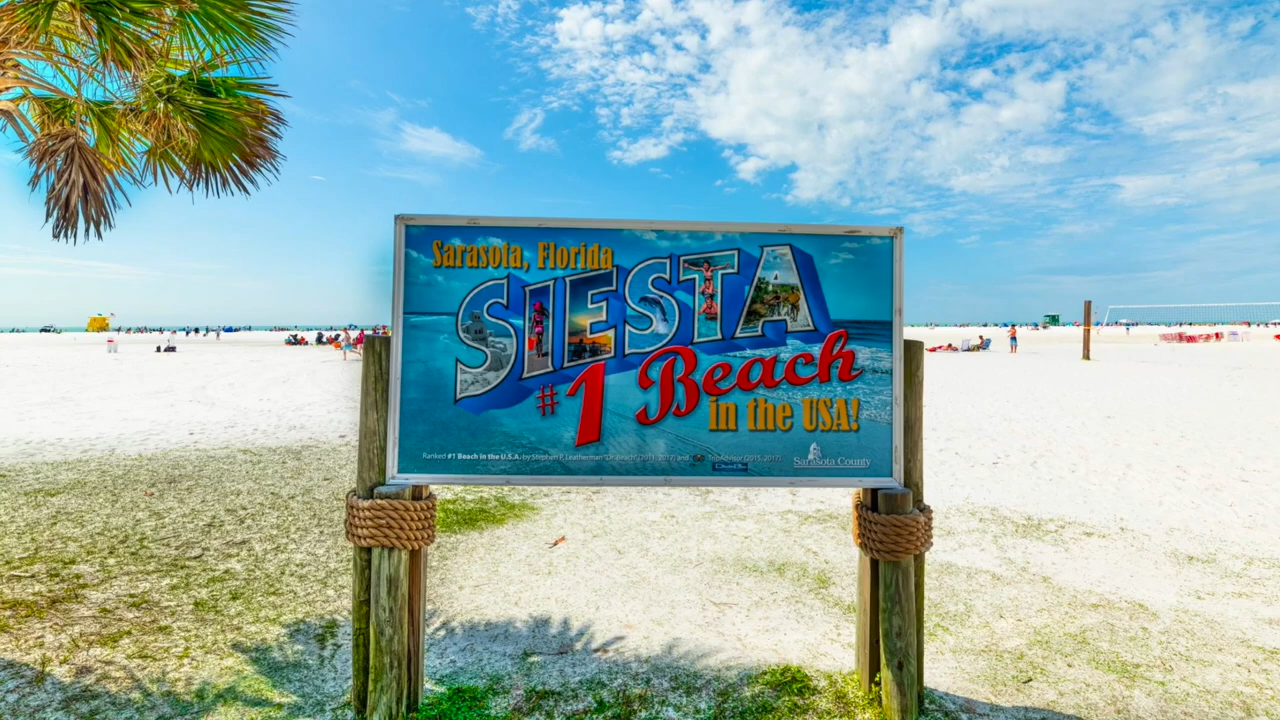 Sarasota, Florida
SIESTA
#1 Beach
in the USA!
Ranked #1 Beach in the U.S.A. by Stephen P. Leatherman "Dr. Beach" (2011, 2017) and TripAdvisor (2015, 2017)
Sarasota County